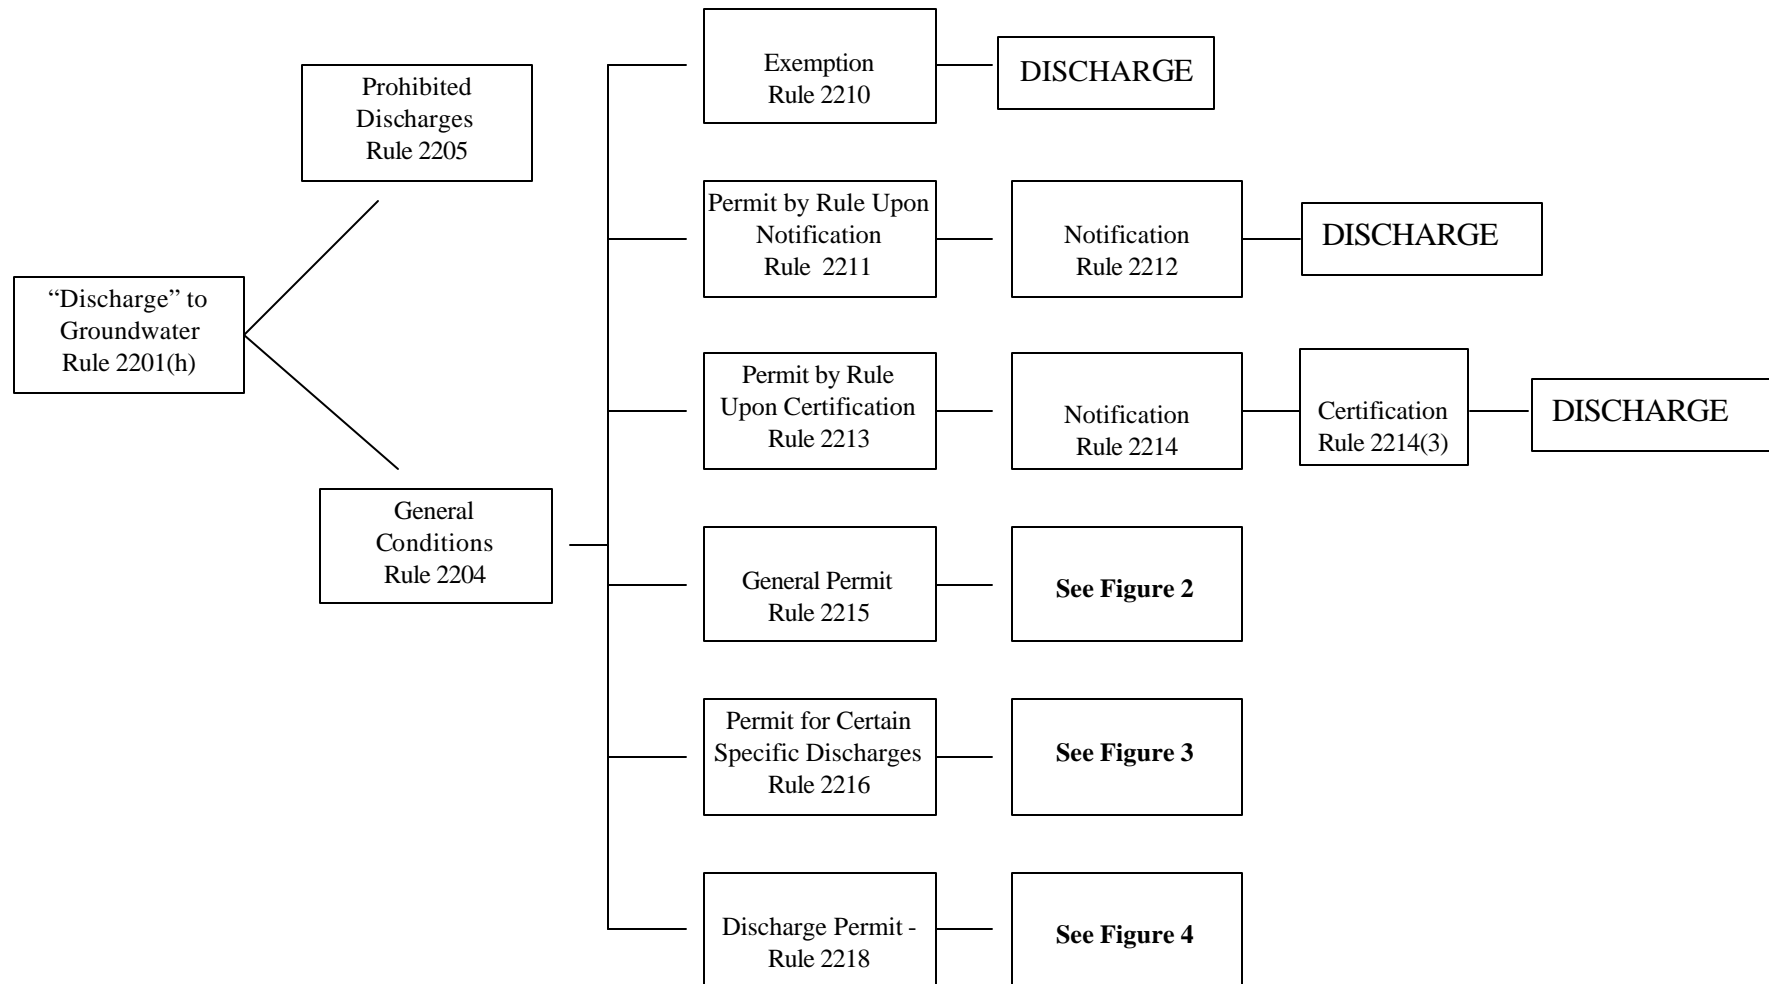 Prohibited
Discharges
Rule 2205
“Discharge” to
Groundwater
Rule 2201(h)
General
Conditions
Rule 2204
Exemption
Rule 2210
DISCHARGE
Permit by Rule Upon
Notification
Rule 2211
Notification
Rule 2212
DISCHARGE
Permit by Rule
Upon Certification
Rule 2213
Notification
Rule 2214
Certification
Rule 2214(3)
DISCHARGE
General Permit
Rule 2215
See Figure 2
Permit for Certain
Specific Discharges
Rule 2216
See Figure 3
Discharge Permit -
Rule 2218
See Figure 4